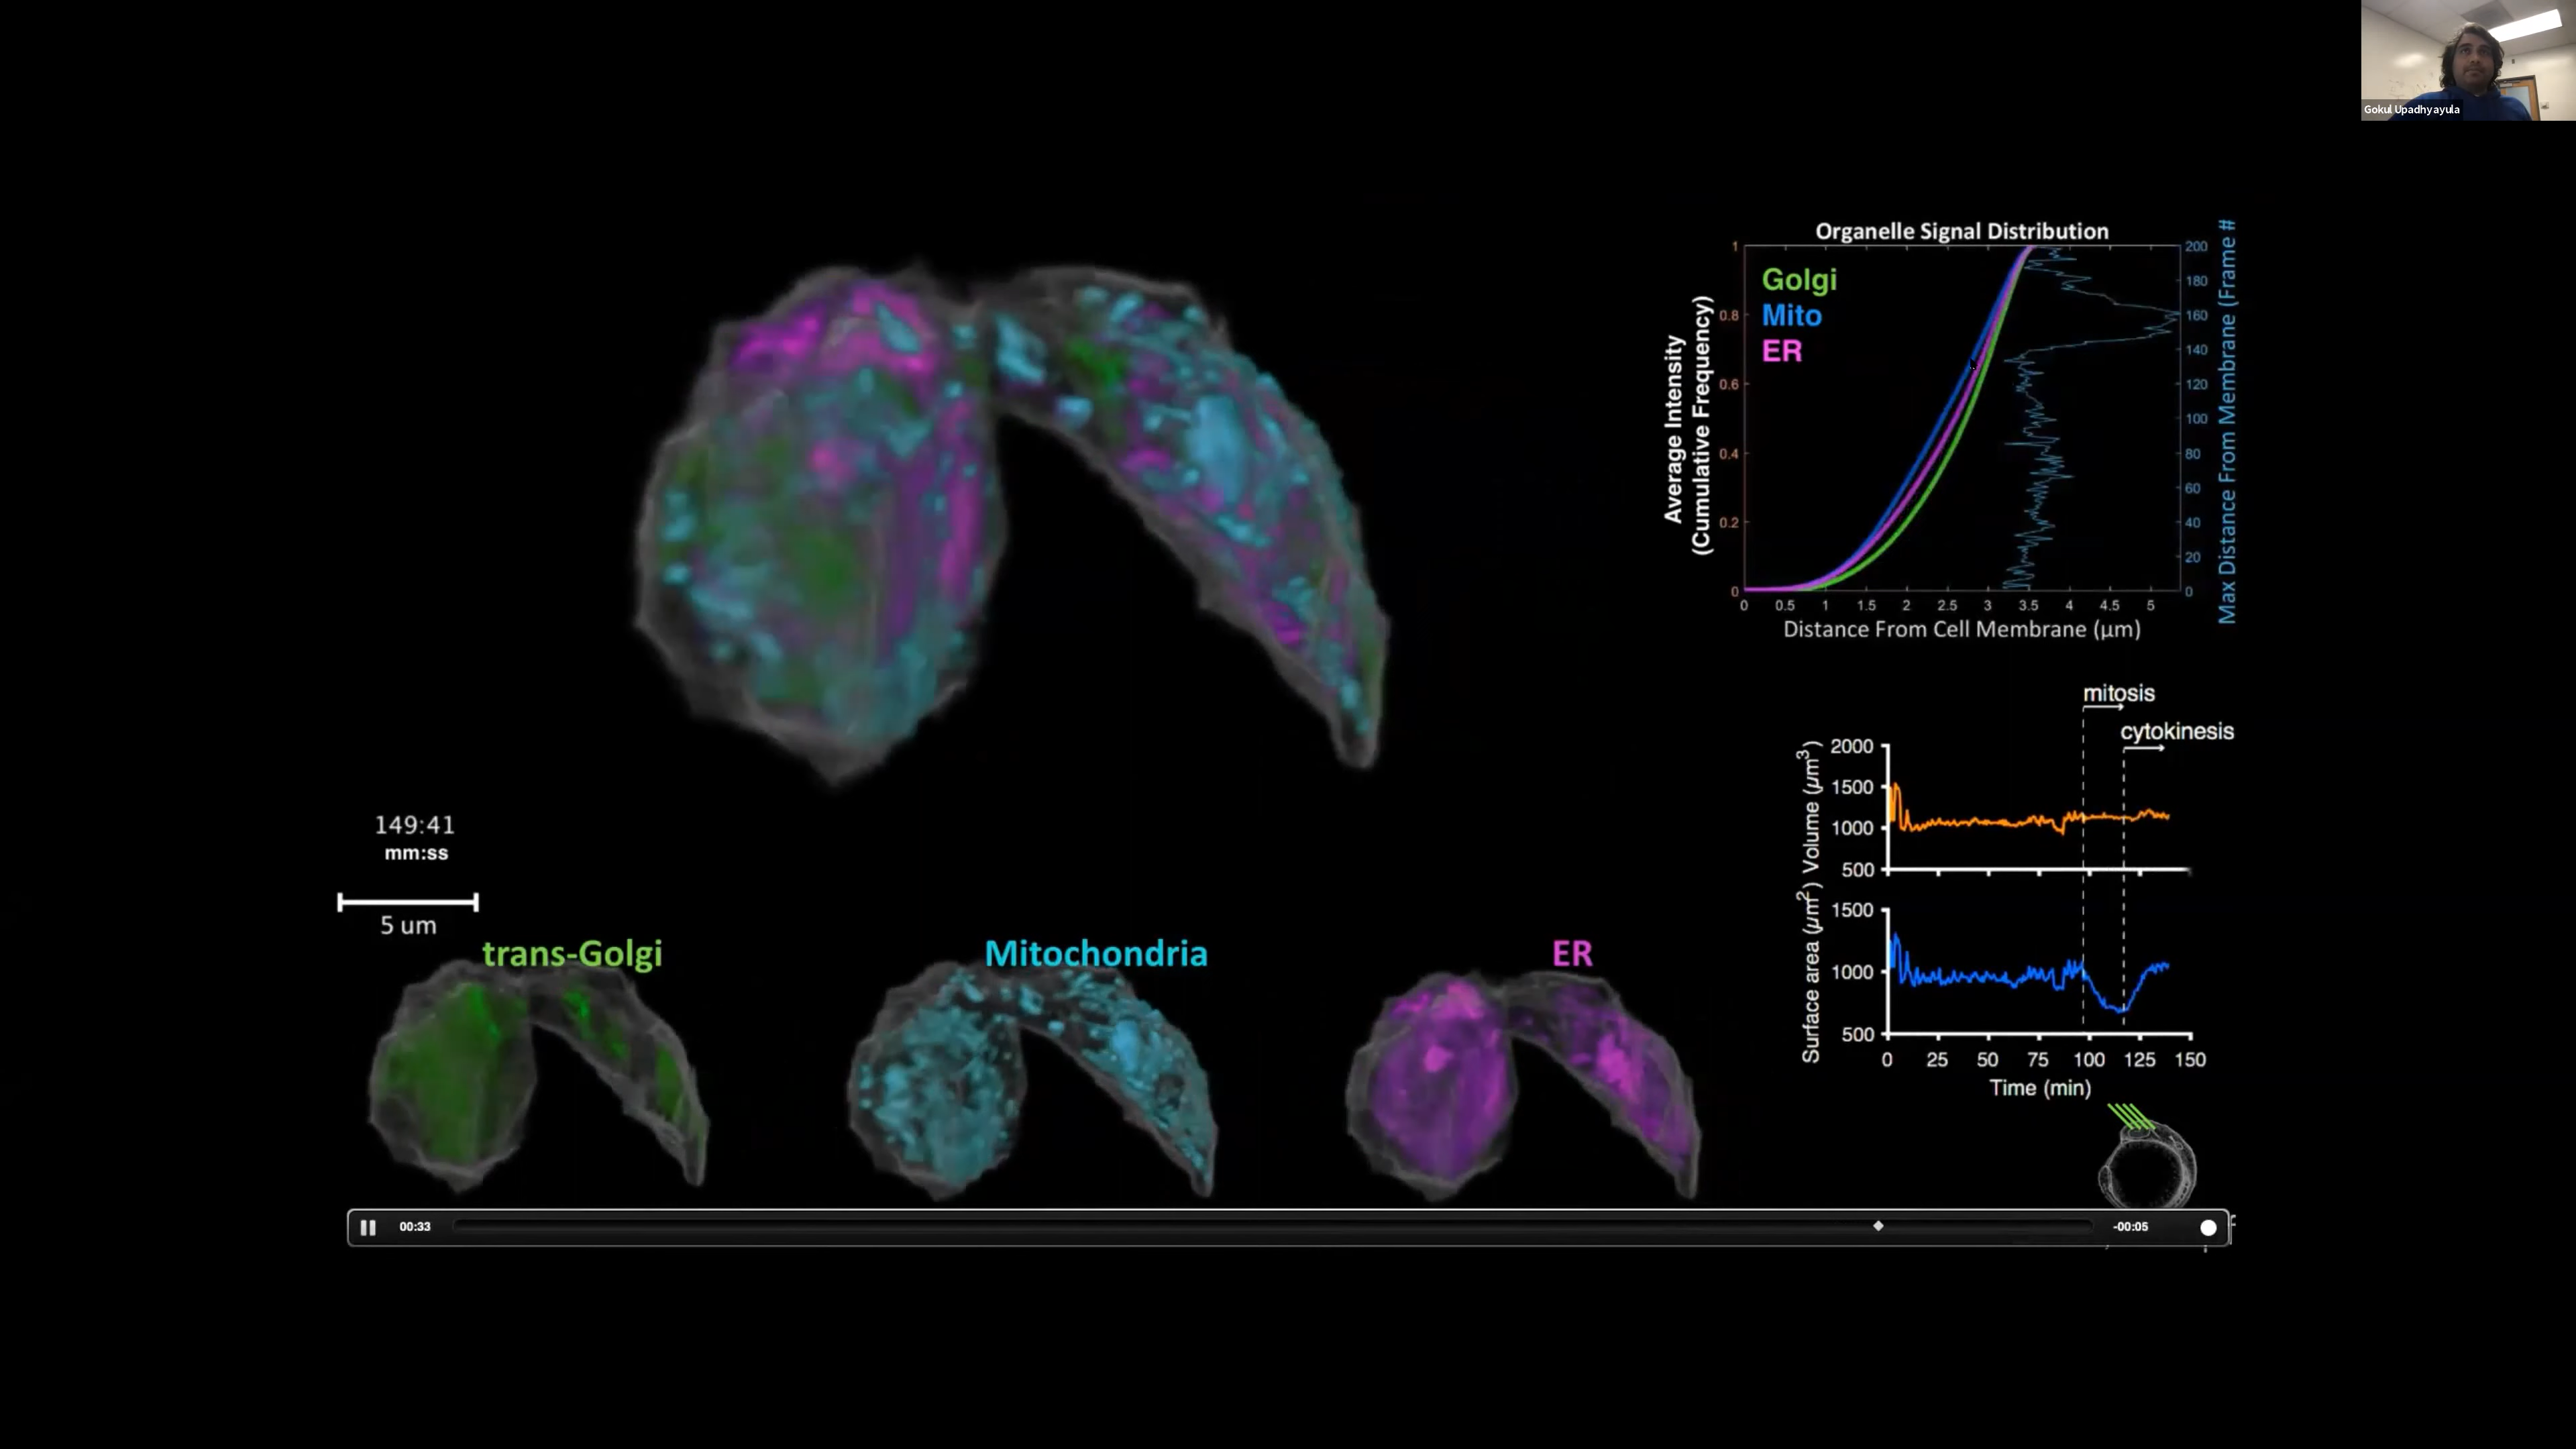 Gokul Upadhyayula
Organelle Signal Distribution
Golgi
Mito
ER
Average Intensity
(Cumulative Frequency)
1
0.8
0.6
0.4
0.2
0
0 0.5 1 1.5 2 2.5 3 3.5 4 4.5 5
Distance From Cell Membrane (µm)
200
180
160
140
120
100
80
60
40
20
0
Max Distance From Membrane (Frame #
mitosis
cytokinesis
Volume (µm³)
2000
1500
1000
500
Surface area (µm²)
1500
1000
500
0 25 50 75 100 125 150
Time (min)
149:41
mm:ss
5 um
trans-Golgi
Mitochondria
ER
00:33
-00:05